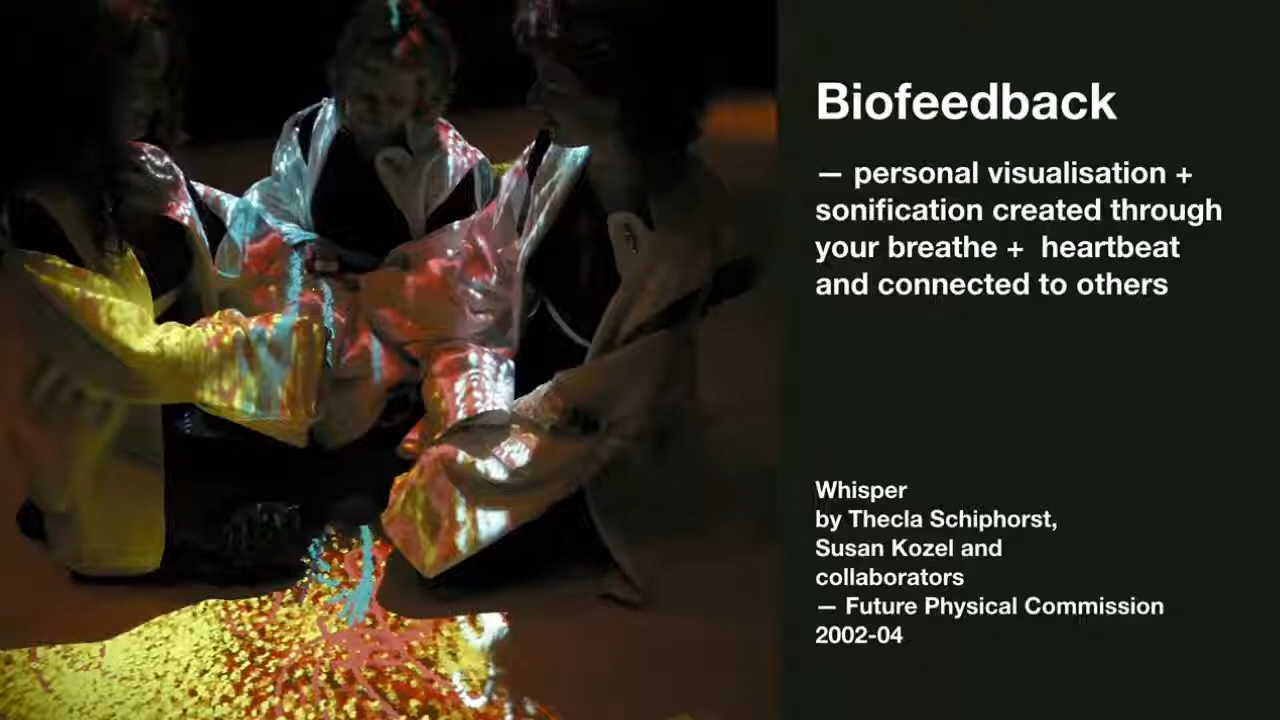 Biofeedback
— personal visualisation +
sonification created through
your breathe + heartbeat
and connected to others
Whisper
by Thecla Schiphorst,
Susan Kozel and
collaborators
— Future Physical Commission
2002-04